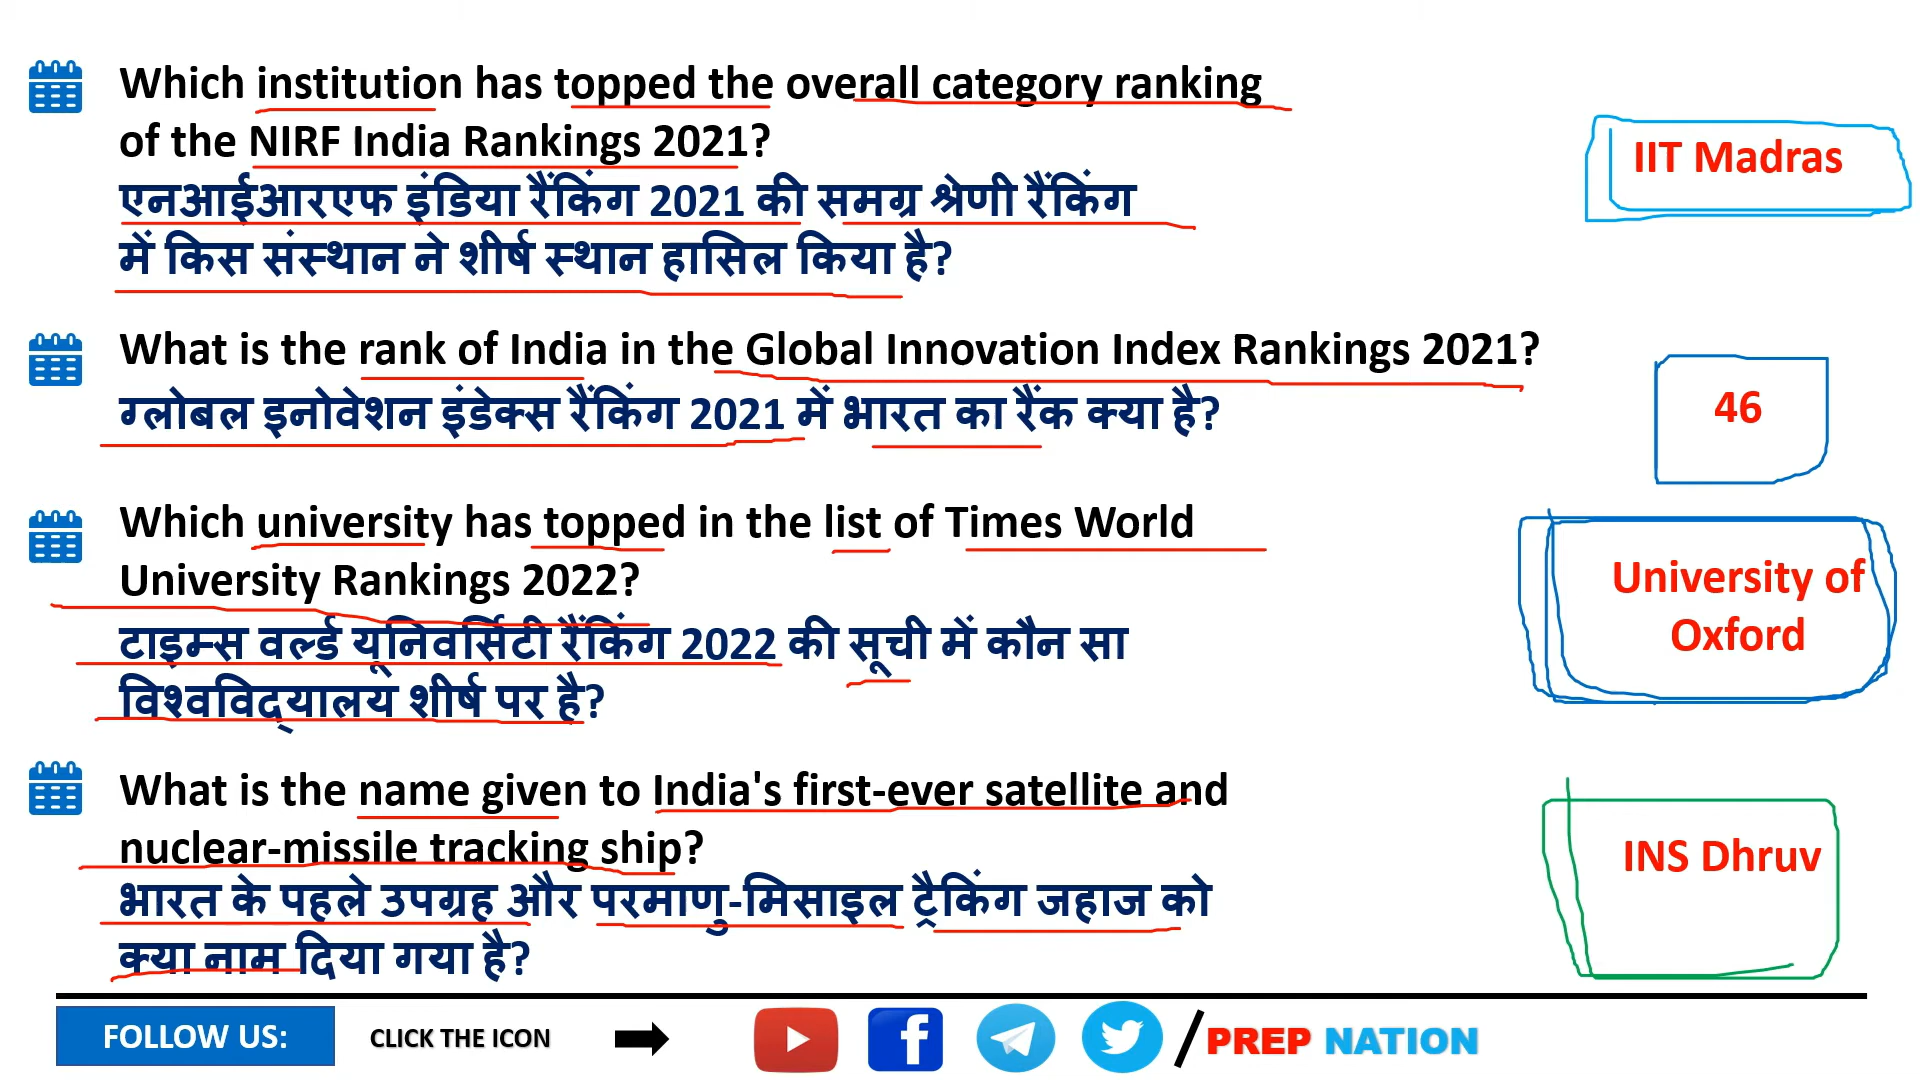 Which institution has topped the overall category ranking
of the NIRF India Rankings 2021?
एनआईआरएफ इंडिया रैंकिंग 2021 की समग्र श्रेणी रैंकिंग
में किस संस्थान ने शीर्ष स्थान हासिल किया है?
IIT Madras
What is the rank of India in the Global Innovation Index Rankings 2021?
ग्लोबल इनोवेशन इंडेक्स रैंकिंग 2021 में भारत का रैंक क्या है?
46
Which university has topped in the list of Times World
University Rankings 2022?
टाइम्स वर्ल्ड यूनिवर्सिटी रैंकिंग 2022 की सूची में कौन सा
विश्वविद्यालय शीर्ष पर है?
University of
Oxford
What is the name given to India's first-ever satellite and
nuclear-missile tracking ship?
भारत के पहले उपग्रह और परमाणु-मिसाइल ट्रैकिंग जहाज को
क्या नाम दिया गया है?
INS Dhruv
FOLLOW US: CLICK THE ICON PREP NATION